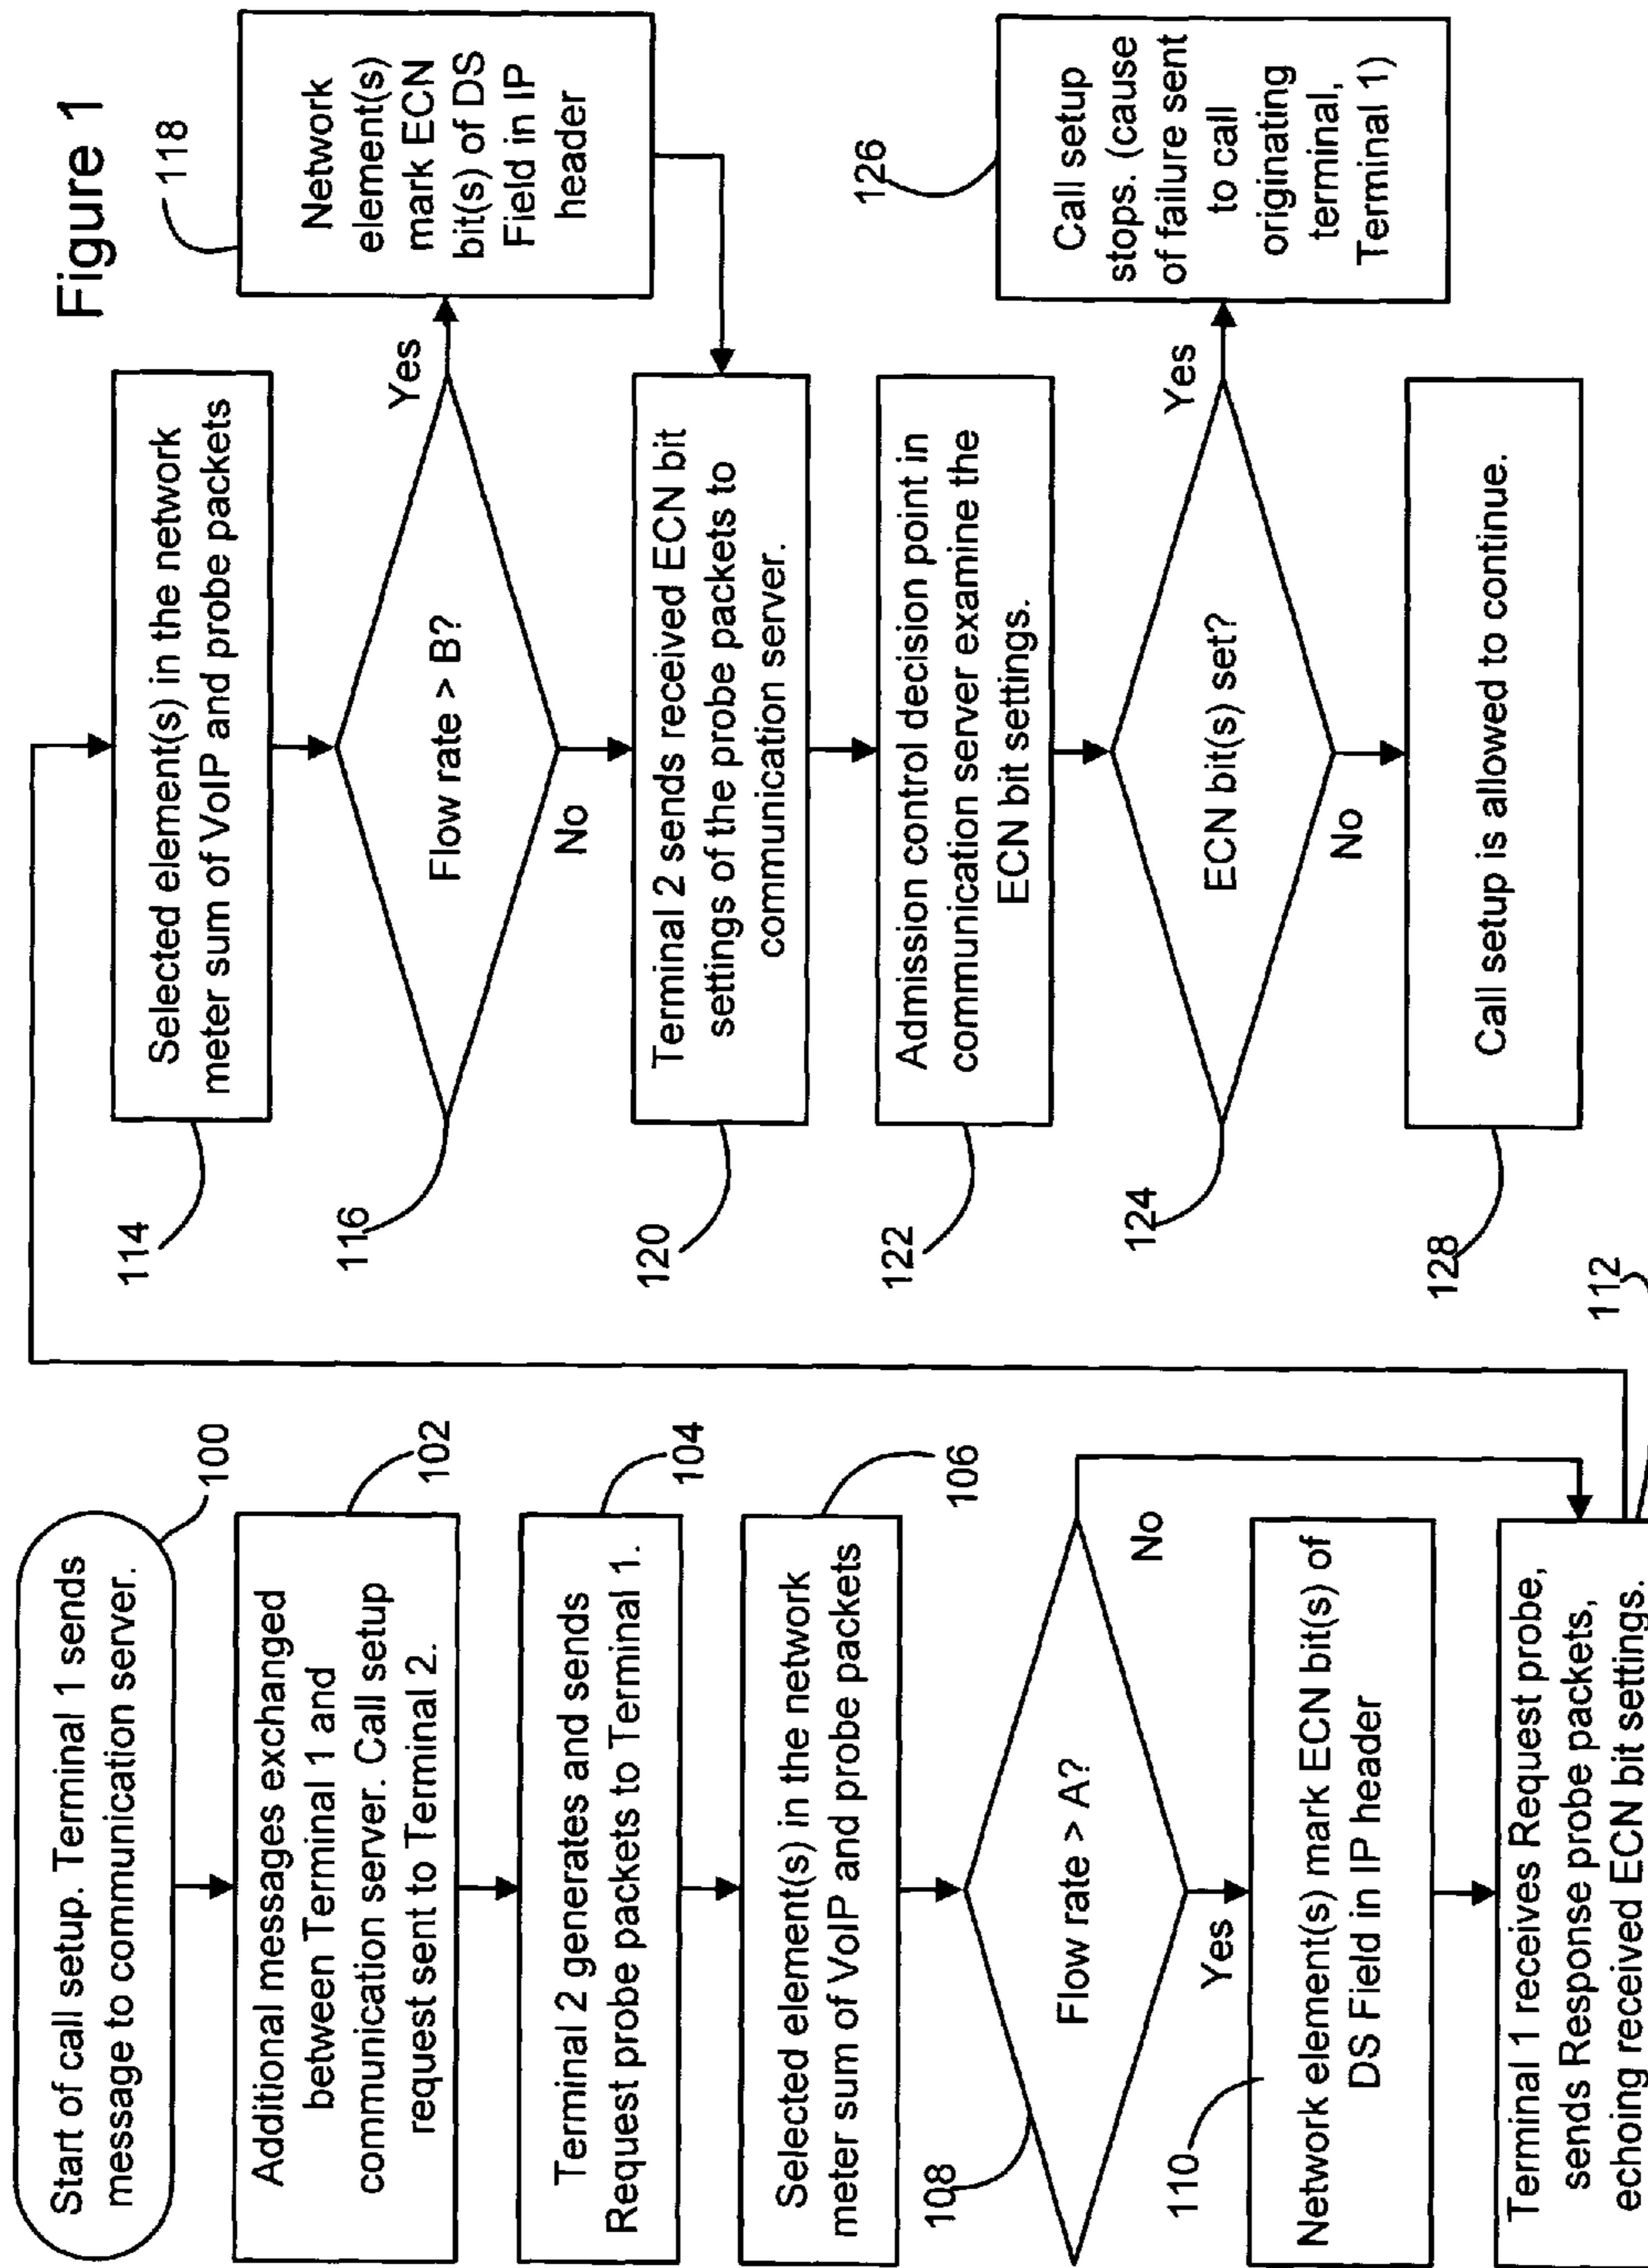 Figure 1
Start of call setup. Terminal 1 sends
message to communication server.
100
Additional messages exchanged
between Terminal 1 and
communication server. Call setup
request sent to Terminal 2.
102
Terminal 2 generates and sends
Request probe packets to Terminal 1.
104
Selected element(s) in the network
meter sum of VoIP and probe packets
106
Flow rate > A?
108
No
Yes
Network element(s) mark ECN bit(s) of
DS Field in IP header
110
Terminal 1 receives Request probe,
sends Response probe packets,
echoing received ECN bit settings.
112
Selected element(s) in the network
meter sum of VoIP and probe packets
114
Flow rate > B?
116
Yes
No
Network
element(s)
mark ECN
bit(s) of DS
Field in IP
header
118
Terminal 2 sends received ECN bit
settings of the probe packets to
communication server.
120
Admission control decision point in
communication server examine the
ECN bit settings.
122
ECN bit(s) set?
124
Yes
No
Call setup
stops. (cause
of failure sent
to call
originating
terminal,
Terminal 1)
126
Call setup is allowed to continue.
128